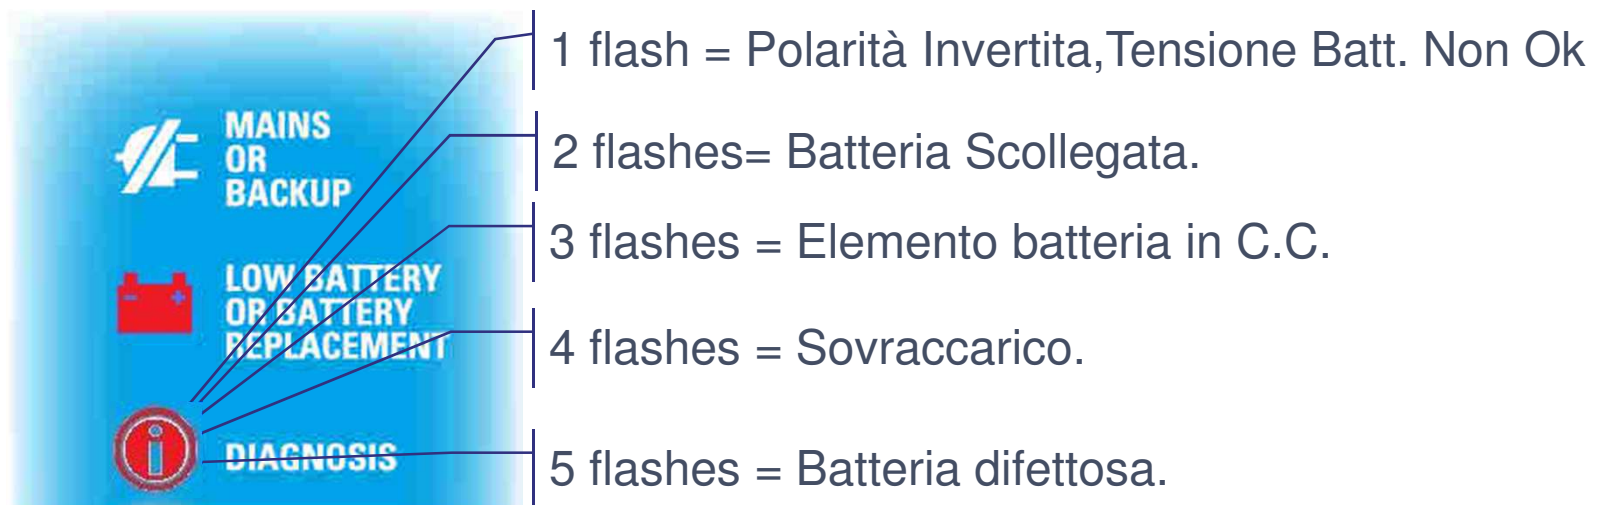 1 flash = Polarità Invertita,Tensione Batt. Non Ok
MAINS
OR
BACKUP
2 flashes= Batteria Scollegata.
3 flashes = Elemento batteria in C.C.
LOW BATTERY
OR BATTERY
REPLACEMENT
4 flashes = Sovraccarico.
DIAGNOSIS
5 flashes = Batteria difettosa.